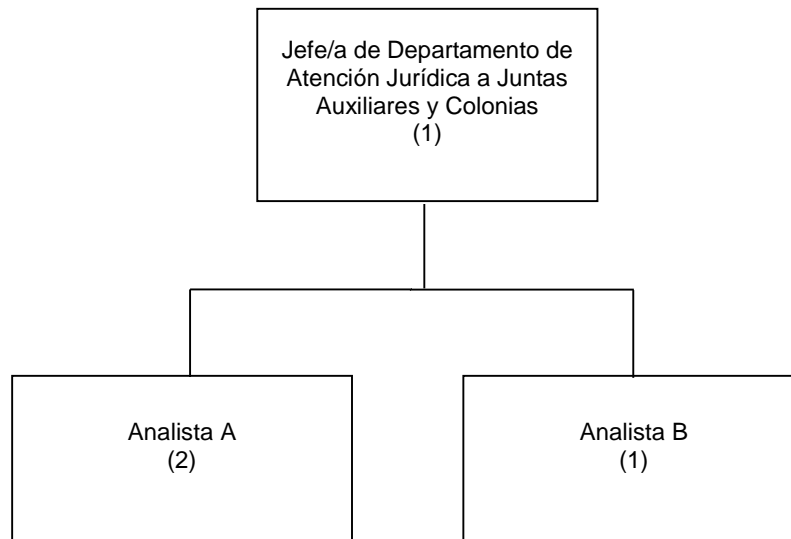 Jefe/a de Departamento de
Atención Jurídica a Juntas
Auxiliares y Colonias
(1)
Analista A
(2)
Analista B
(1)